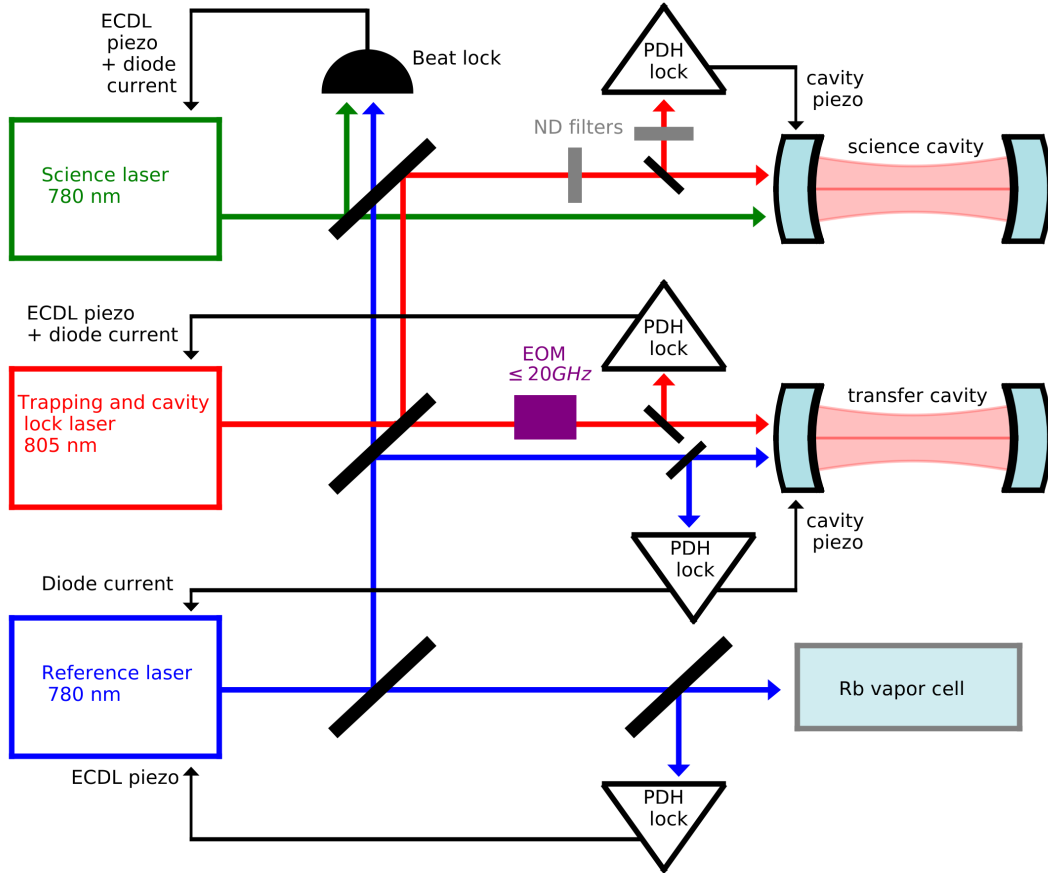 ECDL
piezo
+ diode
current
Beat lock
PDH
lock
cavity
piezo
ND filters
science cavity
Science laser
780 nm
ECDL piezo
+ diode current
PDH
lock
EOM
≤ 20GHz
transfer cavity
Trapping and cavity
lock laser
805 nm
cavity
piezo
PDH
lock
Diode current
Reference laser
780 nm
Rb vapor cell
ECDL piezo
PDH
lock